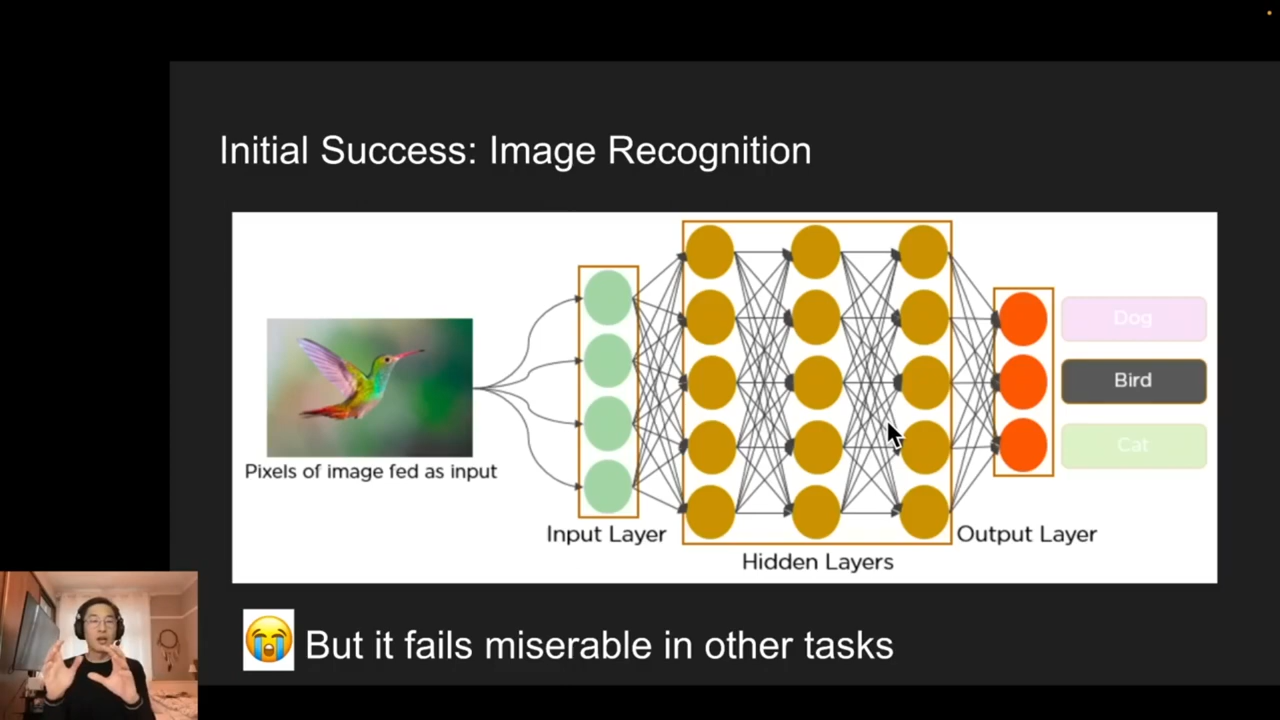 Initial Success: Image Recognition
Dog
Bird
Cat
Pixels of image fed as input
Input Layer
Output Layer
Hidden Layers
But it fails miserable in other tasks